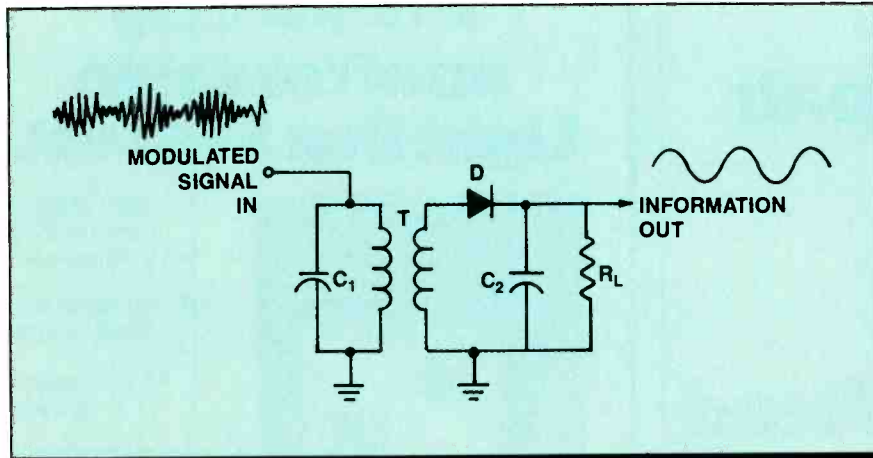 MODULATED
SIGNAL
IN
C1
T
D
C2
RL
INFORMATION
OUT